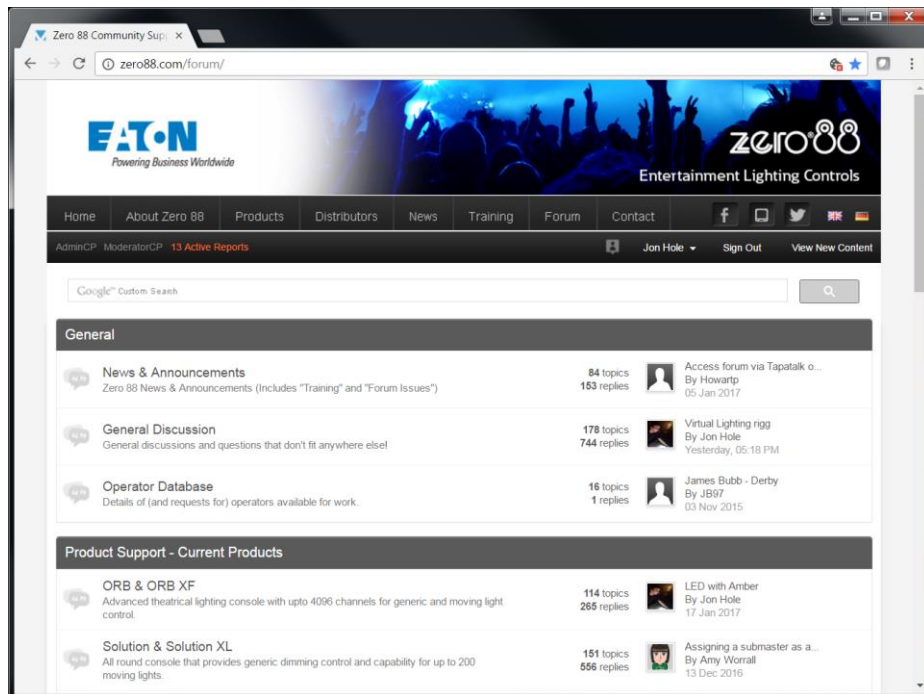 Zero 88 Community Sup
zero88.com/forum/
EATON
Powering Business Worldwide
zero88
Entertainment Lighting Controls
Home About Zero 88 Products Distributors News Training Forum Contact
AdminCP ModeratorCP 13 Active Reports Jon Hole Sign Out View New Content
Google™ Custom Search
General
News & Announcements
Zero 88 News & Announcements (Includes "Training" and "Forum Issues")
84 topics
153 replies
Access forum via Tapatalk o...
By Howartp
05 Jan 2017
General Discussion
General discussions and questions that don't fit anywhere else!
178 topics
744 replies
Virtual Lighting rigg
By Jon Hole
Yesterday, 05:18 PM
Operator Database
Details of (and requests for) operators available for work.
16 topics
1 replies
James Bubb - Derby
By JB97
03 Nov 2015
Product Support - Current Products
ORB & ORB XF
Advanced theatrical lighting console with upto 4096 channels for generic and moving light
control.
114 topics
265 replies
LED with Amber
By Jon Hole
17 Jan 2017
Solution & Solution XL
All round console that provides generic dimming control and capability for up to 200
moving lights.
151 topics
556 replies
Assigning a submaster as a...
By Amy Worrall
13 Dec 2016